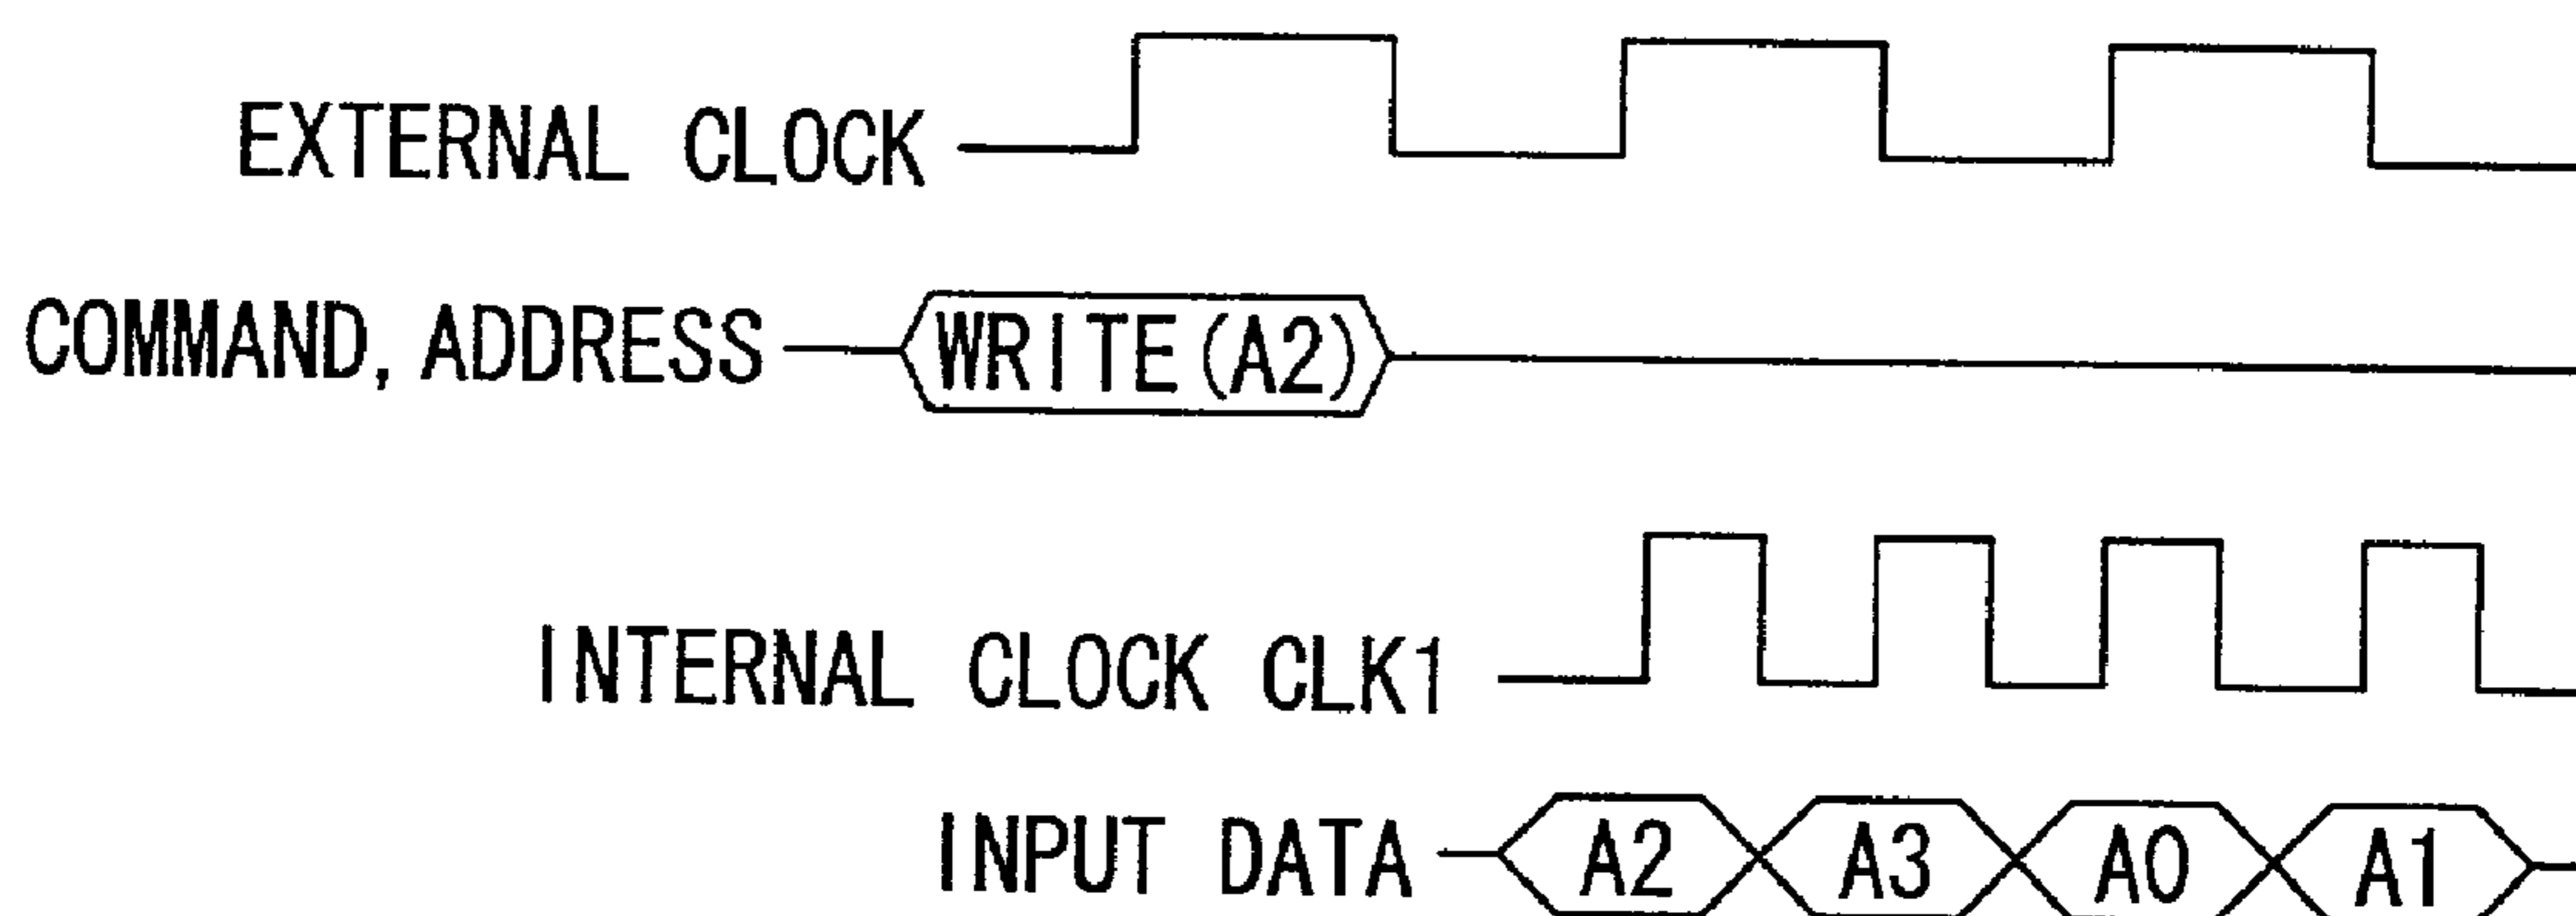 EXTERNAL CLOCK
COMMAND, ADDRESS WRITE(A2)
INTERNAL CLOCK CLK1
INPUT DATA A2 A3 A0 A1